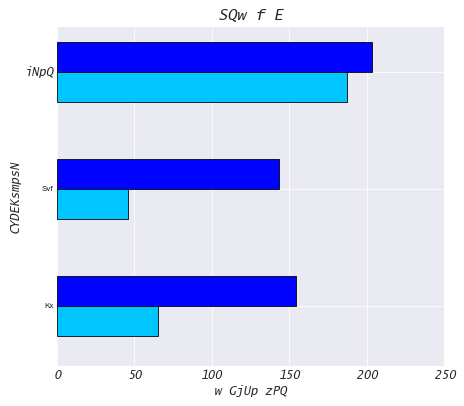 SQw f E
iNpQ
Svf
Kx
CYDEKsmpsN
0 50 100 150 200 250
w GjUp zPQ